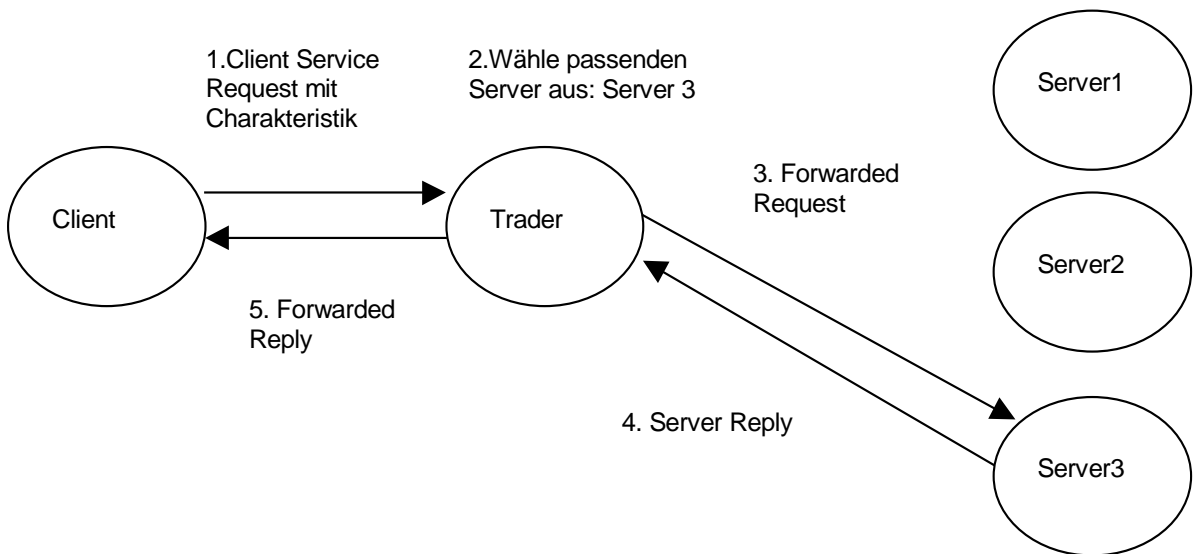 1.Client Service
Request mit
Charakteristik
2.Wähle passenden
Server aus: Server 3
Server1
3. Forwarded
Request
Client
Trader
Server2
5. Forwarded
Reply
4. Server Reply
Server3